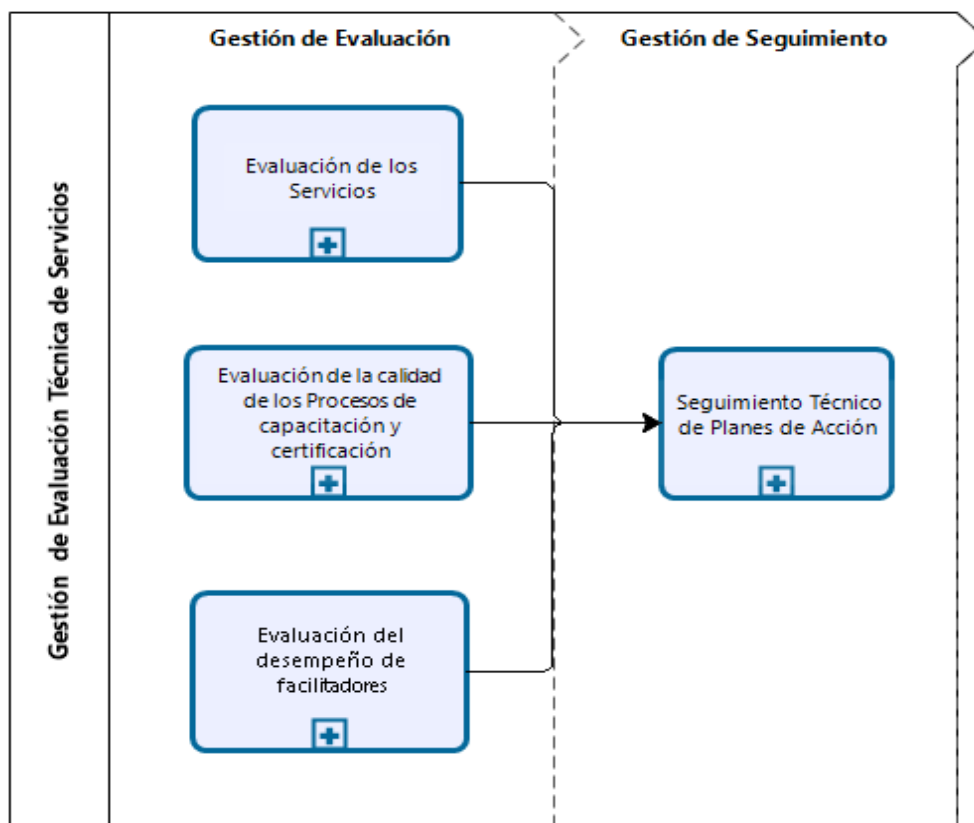 Gestión de Evaluación
Gestión de Seguimiento
Gestión de Evaluación Técnica de Servicios
Evaluación de los
Servicios
Evaluación de la calidad
de los Procesos de
capacitación y
certificación
Seguimiento Técnico
de Planes de Acción
Evaluación del
desempeño de
facilitadores